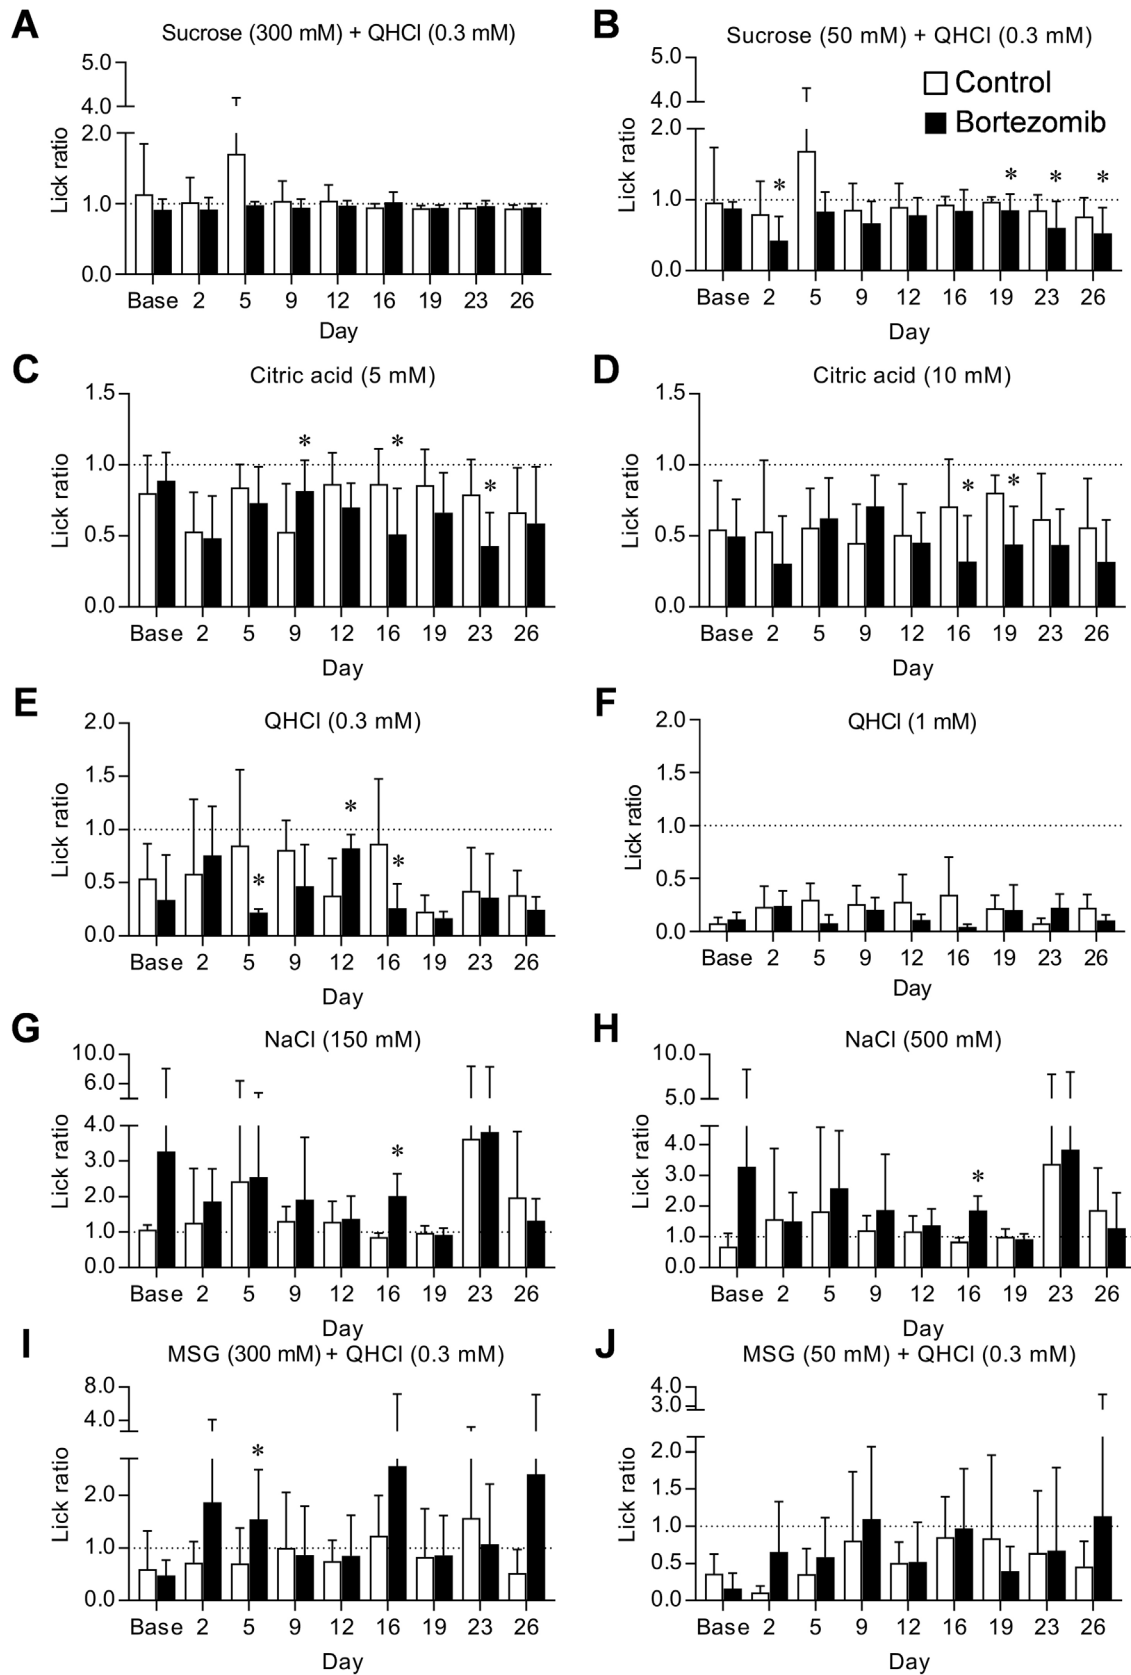 A
Sucrose (300 mM) + QHCl (0.3 mM)
5.0
4.0
2.0
1.0
0.0
Lick ratio
Base 2 5 9 12 16 19 23 26
Day
B
Sucrose (50 mM) + QHCl (0.3 mM)
Control
Bortezomib
5.0
4.0
2.0
1.0
0.0
Lick ratio
* * * *
Base 2 5 9 12 16 19 23 26
Day
C
Citric acid (5 mM)
1.5
1.0
0.5
0.0
Lick ratio
* * *
Base 2 5 9 12 16 19 23 26
Day
D
Citric acid (10 mM)
1.5
1.0
0.5
0.0
Lick ratio
* *
Base 2 5 9 12 16 19 23 26
Day
E
QHCl (0.3 mM)
2.0
1.5
1.0
0.5
0.0
Lick ratio
* * *
Base 2 5 9 12 16 19 23 26
Day
F
QHCl (1 mM)
2.0
1.5
1.0
0.5
0.0
Lick ratio
Base 2 5 9 12 16 19 23 26
Day
G
NaCl (150 mM)
10.0
6.0
4.0
3.0
2.0
1.0
0.0
Lick ratio
*
Base 2 5 9 12 16 19 23 26
Day
H
NaCl (500 mM)
10.0
5.0
4.0
3.0
2.0
1.0
0.0
Lick ratio
*
Base 2 5 9 12 16 19 23 26
Day
I
MSG (300 mM) + QHCl (0.3 mM)
8.0
4.0
2.0
1.0
0.0
Lick ratio
*
Base 2 5 9 12 16 19 23 26
Day
J
MSG (50 mM) + QHCl (0.3 mM)
4.0
3.0
2.0
1.5
1.0
0.5
0.0
Lick ratio
Base 2 5 9 12 16 19 23 26
Day